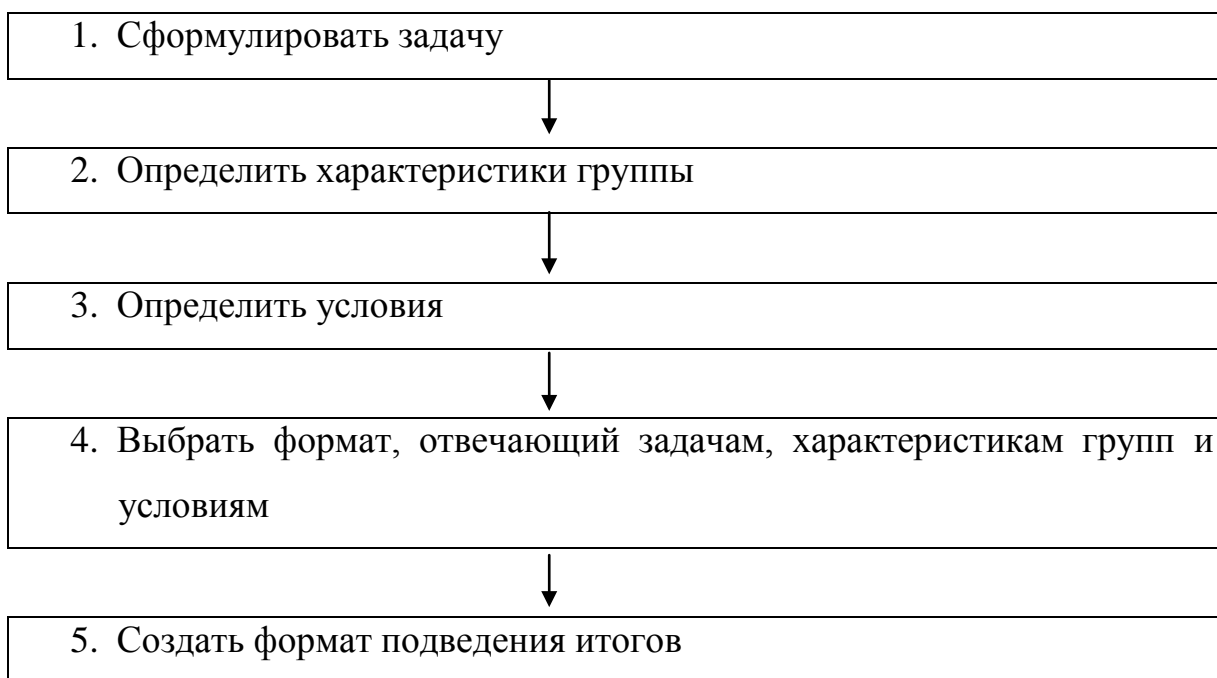 1. Сформулировать задачу
2. Определить характеристики группы
3. Определить условия
4. Выбрать формат, отвечающий задачам, характеристикам групп и
условиям
5. Создать формат подведения итогов